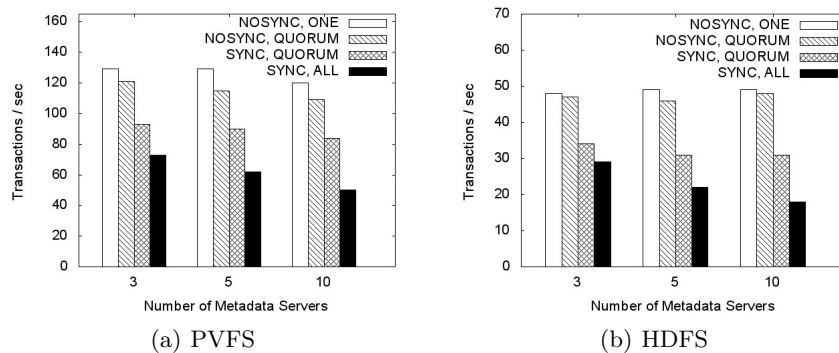 160
140
120
100
80
60
40
20
0
Transactions / sec
NOSYNC, ONE
NOSYNC, QUORUM
SYNC, QUORUM
SYNC, ALL
3 5 10
Number of Metadata Servers
(a) PVFS
70
60
50
40
30
20
10
0
Transactions / sec
NOSYNC, ONE
NOSYNC, QUORUM
SYNC, QUORUM
SYNC, ALL
3 5 10
Number of Metadata Servers
(b) HDFS